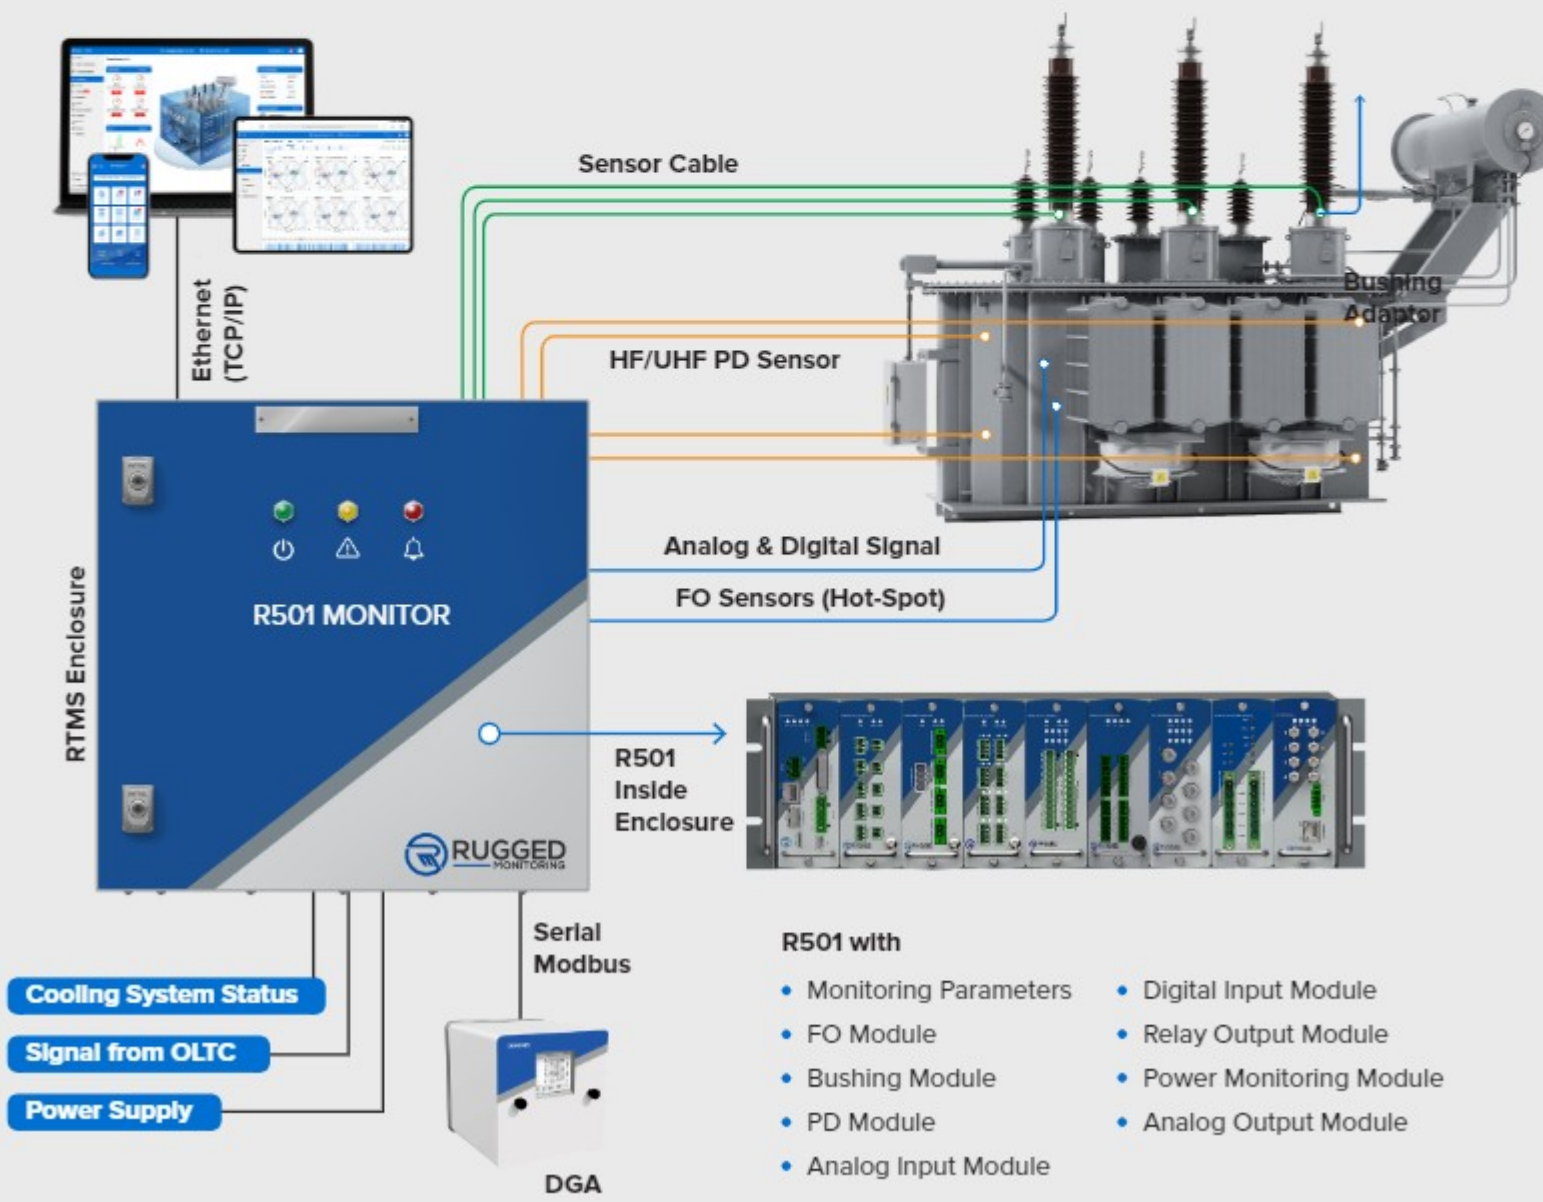 Sensor Cable
Ethernet
(TCP/IP)
Bushing
Adaptor
HF/UHF PD Sensor
Analog & Digital Signal
FO Sensors (Hot-Spot)
RTMS Enclosure
R501 MONITOR
R501
Inside
Enclosure
RUGGED
MONITORING
Serial
Modbus
Cooling System Status
Signal from OLTC
Power Supply
DGA
R501 with
• Monitoring Parameters
• FO Module
• Bushing Module
• PD Module
• Analog Input Module
• Digital Input Module
• Relay Output Module
• Power Monitoring Module
• Analog Output Module